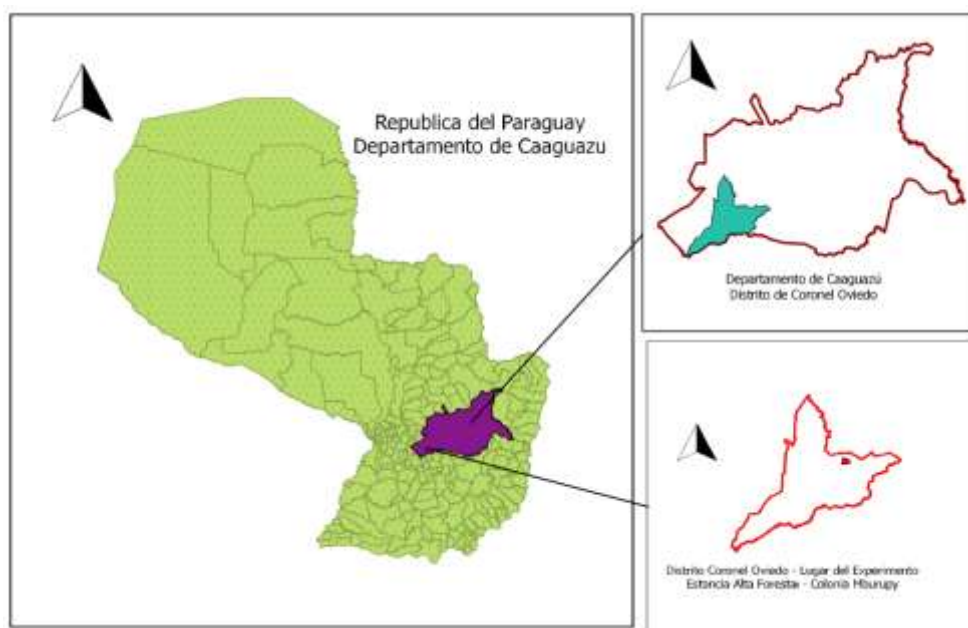 Republica del Paraguay
Departamento de Caaguazu
Departamento de Caaguazú
Distrito de Coronel Oviedo
Distrito Coronel Oviedo - Lugar del Experimento
Estancia Alta Forestal - Colonia Mburupy